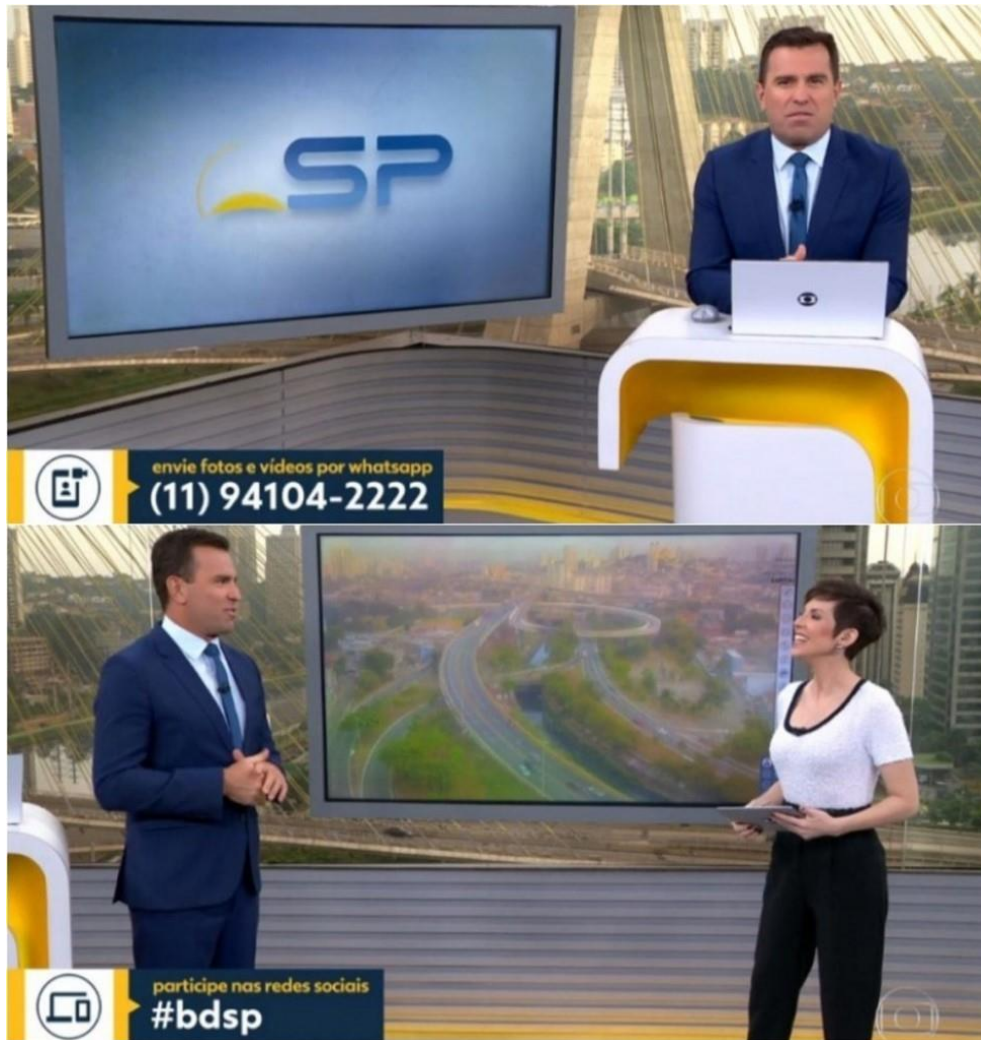 SP
envie fotos e vídeos por whatsapp
(11) 94104-2222
participe nas redes sociais
#bdsp